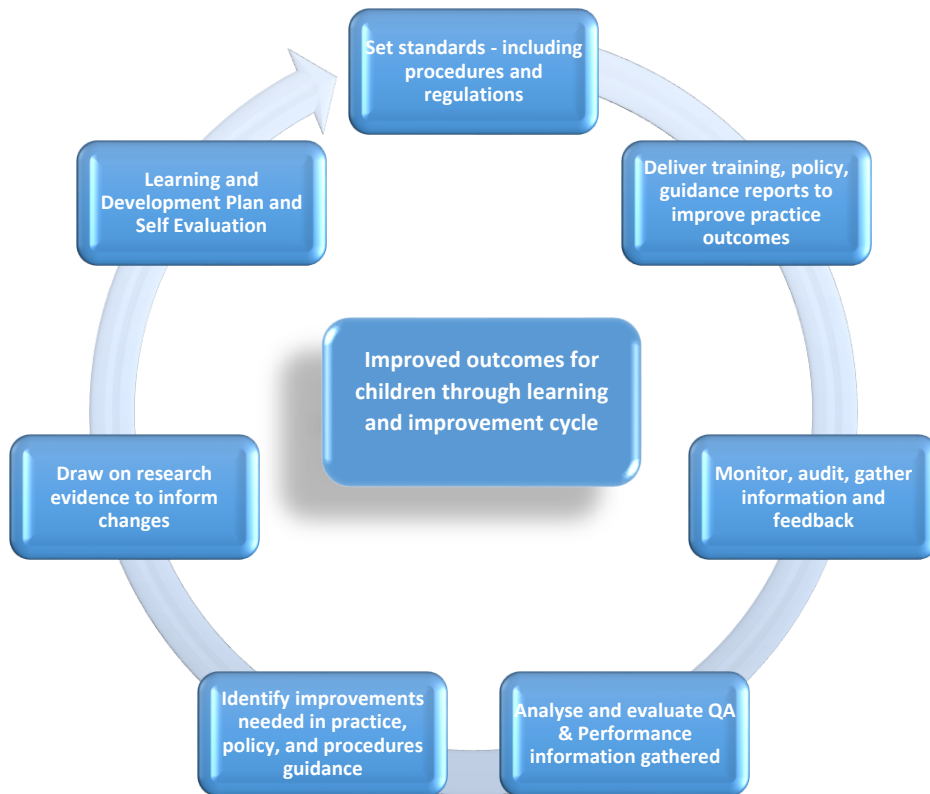 Set standards - including
procedures and
regulations
Deliver training, policy,
guidance reports to
improve practice
outcomes
Monitor, audit, gather
information and
feedback
Analyse and evaluate QA
& Performance
information gathered
Identify improvements
needed in practice,
policy, and procedures
guidance
Draw on research
evidence to inform
changes
Learning and
Development Plan and
Self Evaluation
Improved outcomes for
children through learning
and improvement cycle